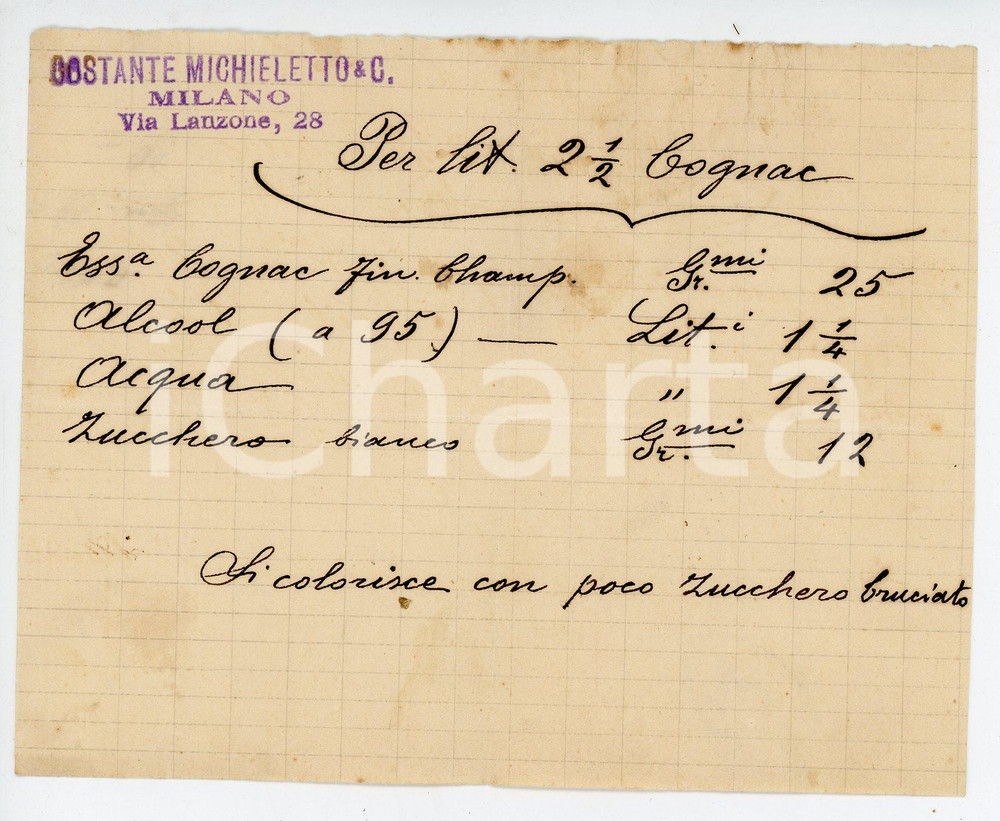 COSTANTE MICHIELETTO & C.
MILANO
Via Lanzone, 28
Per lit. 2 1/2 Cognac
Ess.a Cognac fin. Champ. Gr.mi 25
Alcool (a 95) — Lit.i 1 1/4
Acqua " 1 1/4
Zucchero bianco Gr.mi 12
Si colorisce con poco zucchero bruciato
iCharta